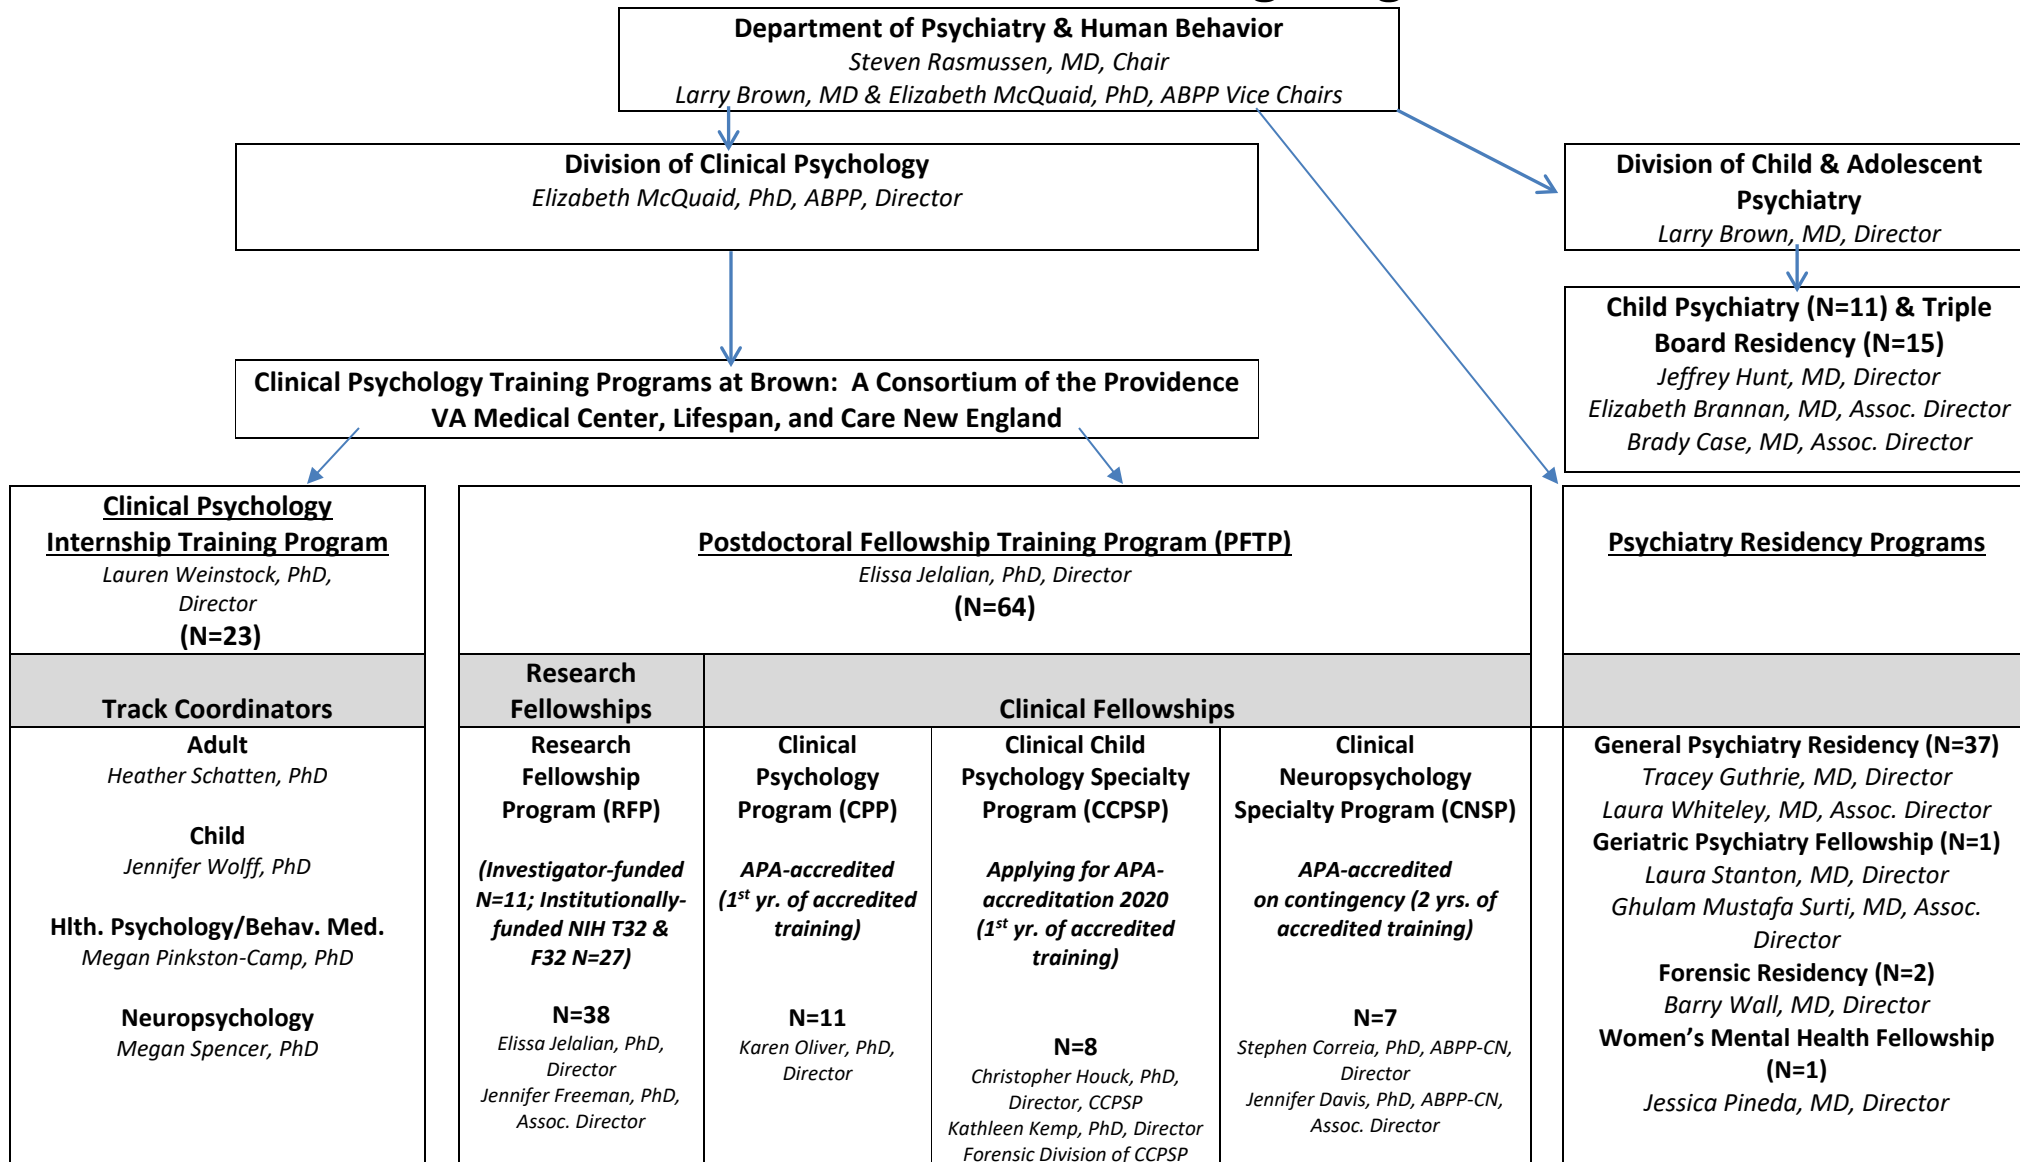 Department of Psychiatry & Human Behavior
Steven Rasmussen, MD, Chair
Larry Brown, MD & Elizabeth McQuaid, PhD, ABPP Vice Chairs
Division of Clinical Psychology
Elizabeth McQuaid, PhD, ABPP, Director
Division of Child & Adolescent
Psychiatry
Larry Brown, MD, Director
Child Psychiatry (N=11) & Triple
Board Residency (N=15)
Jeffrey Hunt, MD, Director
Elizabeth Brannan, MD, Assoc. Director
Brady Case, MD, Assoc. Director
Clinical Psychology Training Programs at Brown:  A Consortium of the Providence
VA Medical Center, Lifespan, and Care New England
Clinical Psychology
Internship Training Program
Lauren Weinstock, PhD,
Director
(N=23)
Track Coordinators
Adult
Heather Schatten, PhD
Child
Jennifer Wolff, PhD
Hlth. Psychology/Behav. Med.
Megan Pinkston-Camp, PhD
Neuropsychology
Megan Spencer, PhD
Postdoctoral Fellowship Training Program (PFTP)
Elissa Jelalian, PhD, Director
(N=64)
Research
Fellowships
Clinical Fellowships
Research
Fellowship
Program (RFP)
(Investigator-funded
N=11; Institutionally-
funded NIH T32 &
F32 N=27)
N=38
Elissa Jelalian, PhD,
Director
Jennifer Freeman, PhD,
Assoc. Director
Clinical
Psychology
Program (CPP)
APA-accredited
(1st yr. of accredited
training)
N=11
Karen Oliver, PhD,
Director
Clinical Child
Psychology Specialty
Program (CCPSP)
Applying for APA-
accreditation 2020
(1st yr. of accredited
training)
N=8
Christopher Houck, PhD,
Director, CCPSP
Kathleen Kemp, PhD, Director
Forensic Division of CCPSP
Clinical
Neuropsychology
Specialty Program (CNSP)
APA-accredited
on contingency (2 yrs. of
accredited training)
N=7
Stephen Correia, PhD, ABPP-CN,
Director
Jennifer Davis, PhD, ABPP-CN,
Assoc. Director
Psychiatry Residency Programs
General Psychiatry Residency (N=37)
Tracey Guthrie, MD, Director
Laura Whiteley, MD, Assoc. Director
Geriatric Psychiatry Fellowship (N=1)
Laura Stanton, MD, Director
Ghulam Mustafa Surti, MD, Assoc.
Director
Forensic Residency (N=2)
Barry Wall, MD, Director
Women's Mental Health Fellowship
(N=1)
Jessica Pineda, MD, Director